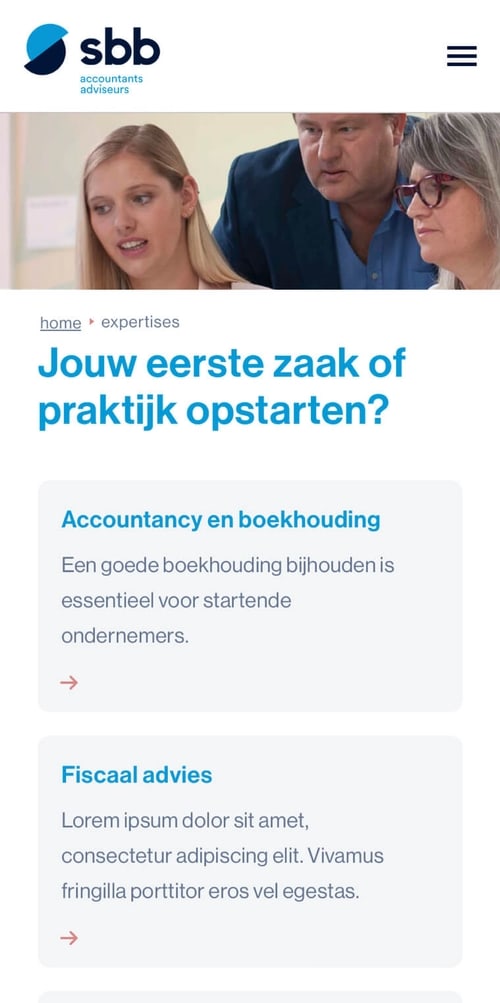 sbb
accountants
adviseurs
home expertises
Jouw eerste zaak of
praktijk opstarten?
Accountancy en boekhouding
Een goede boekhouding bijhouden is
essentieel voor startende
ondernemers.
Fiscaal advies
Lorem ipsum dolor sit amet,
consectetur adipiscing elit. Vivamus
fringilla porttitor eros vel egestas.